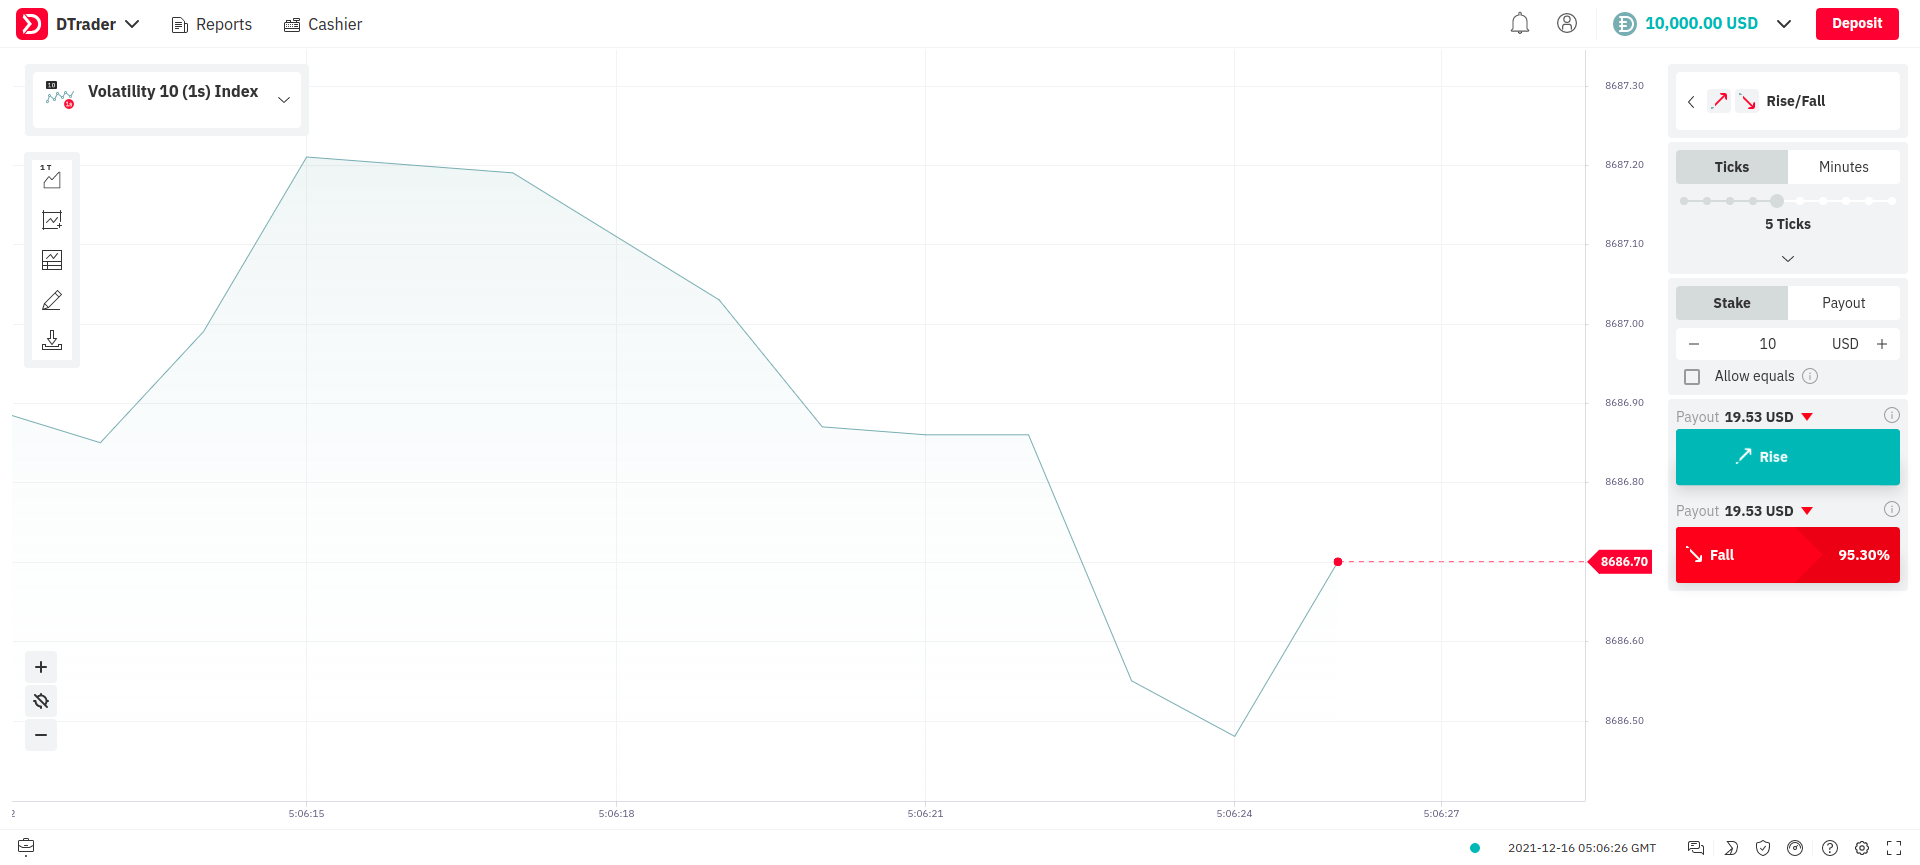 DTrader
Reports
Cashier
10,000.00 USD
Deposit
10
Volatility 10 (1s) Index
1s
1T
8687.30
8687.20
8687.10
8687.00
8686.90
8686.80
8686.70
8686.60
8686.50
Rise/Fall
Ticks Minutes
5 Ticks
Stake Payout
10 USD
Allow equals
Payout 19.53 USD
Rise
Payout 19.53 USD
Fall 95.30%
2 5:06:15 5:06:18 5:06:21 5:06:24 5:06:27
2021-12-16 05:06:26 GMT